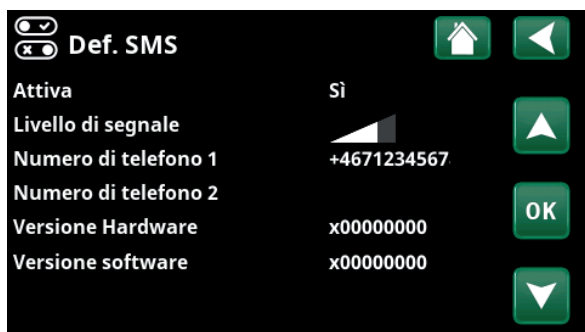 Def. SMS
Attiva Sì
Livello di segnale
Numero di telefono 1 +4671234567
Numero di telefono 2
OK
Versione Hardware x00000000
Versione software x00000000